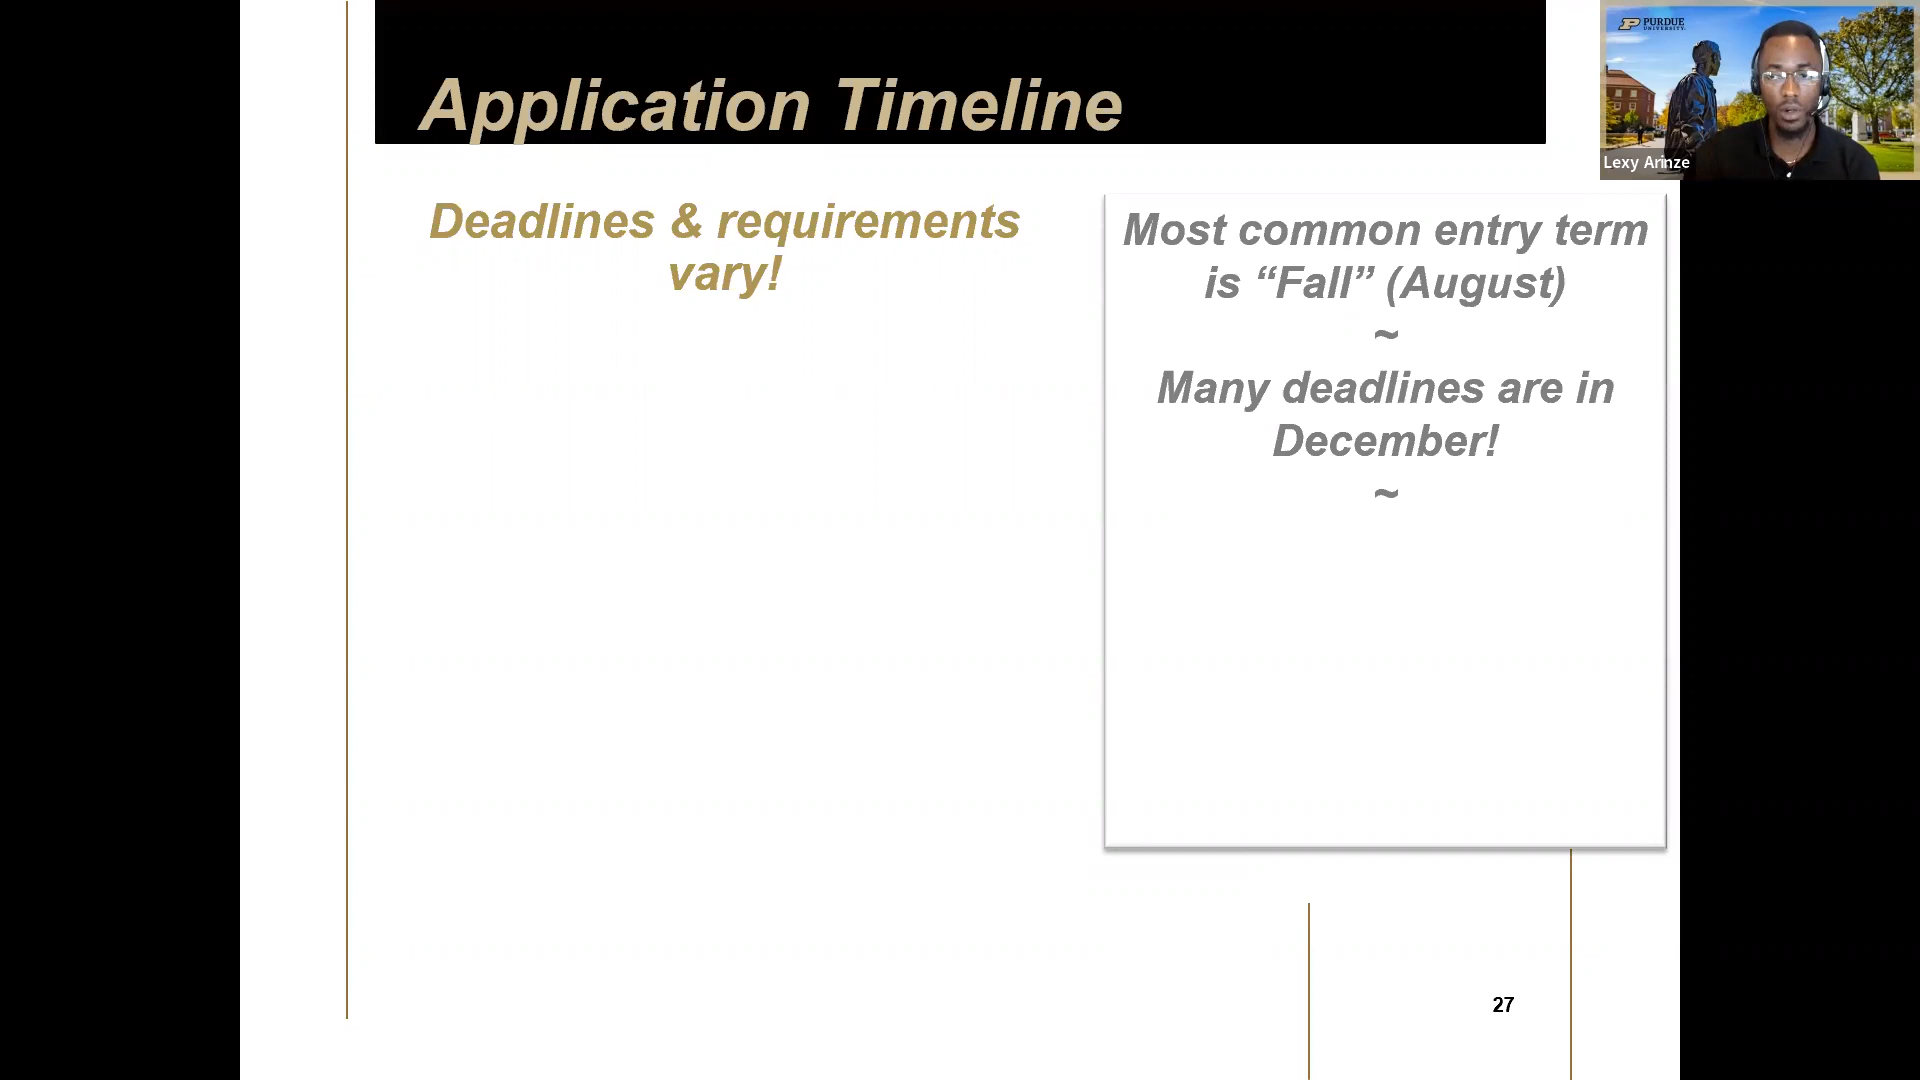 Application Timeline
Deadlines & requirements
vary!
Most common entry term
is “Fall” (August)
~
Many deadlines are in
December!
~
27
P PURDUE
UNIVERSITY.
Lexy Arinze